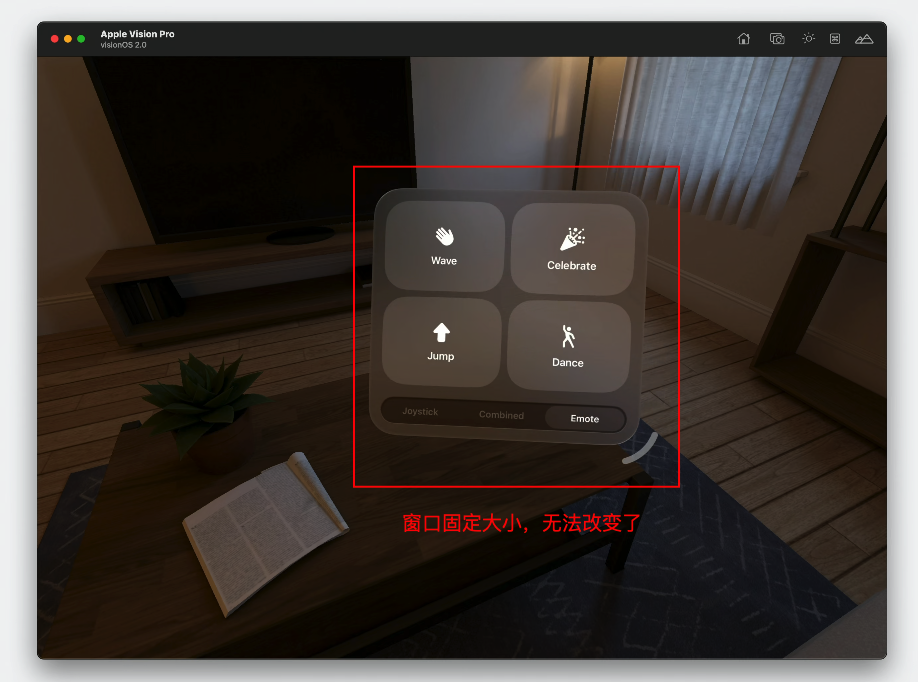 Apple Vision Pro
visionOS 2.0
Wave
Celebrate
Jump
Dance
Joystick
Combined
Emote
窗口固定大小，无法改变了